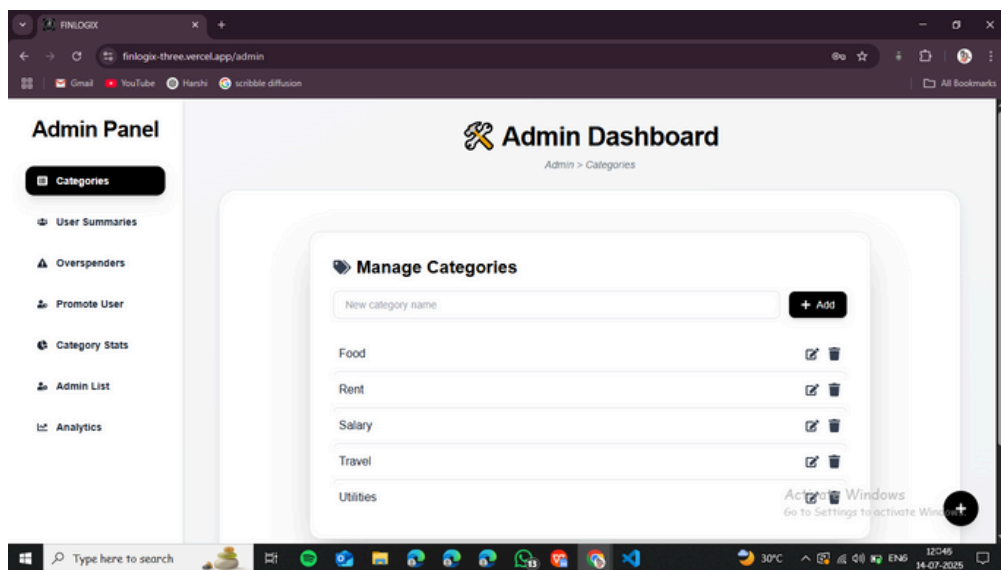 FINLOGIX
finlogix-three.vercel.app/admin
Gmail YouTube Harshi scribble diffusion All Bookmarks
Admin Panel
Categories
User Summaries
Overspenders
Promote User
Category Stats
Admin List
Analytics
Admin Dashboard
Admin > Categories
Manage Categories
New category name
+ Add
Food
Rent
Salary
Travel
Utilities
Activate Windows
Go to Settings to activate Windows.
Type here to search
13
30°C
ENG
12:45
14-07-2025